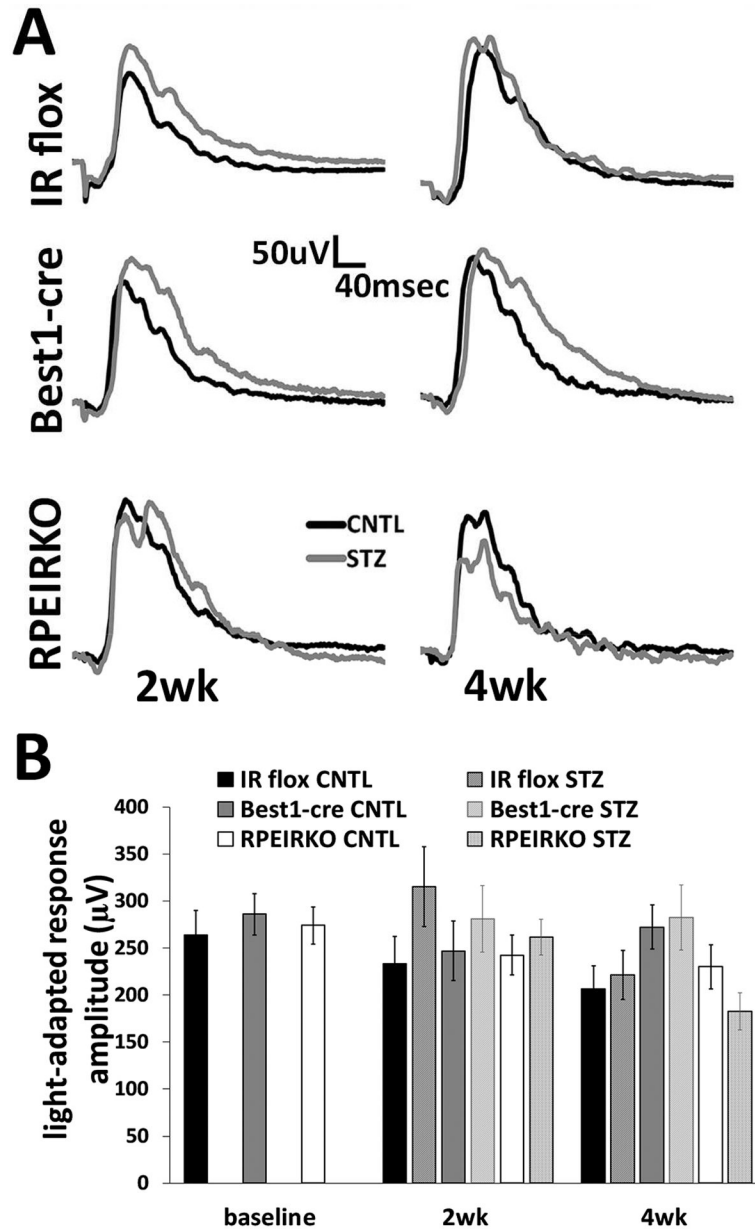 A
IR flox
Best1-cre
50uV
40msec
RPEIRKO
CNTL
STZ
2wk
4wk
B
IR flox CNTL
IR flox STZ
Best1-cre CNTL
Best1-cre STZ
RPEIRKO CNTL
RPEIRKO STZ
light-adapted response
amplitude (μV)
400
350
300
250
200
150
100
50
0
baseline
2wk
4wk